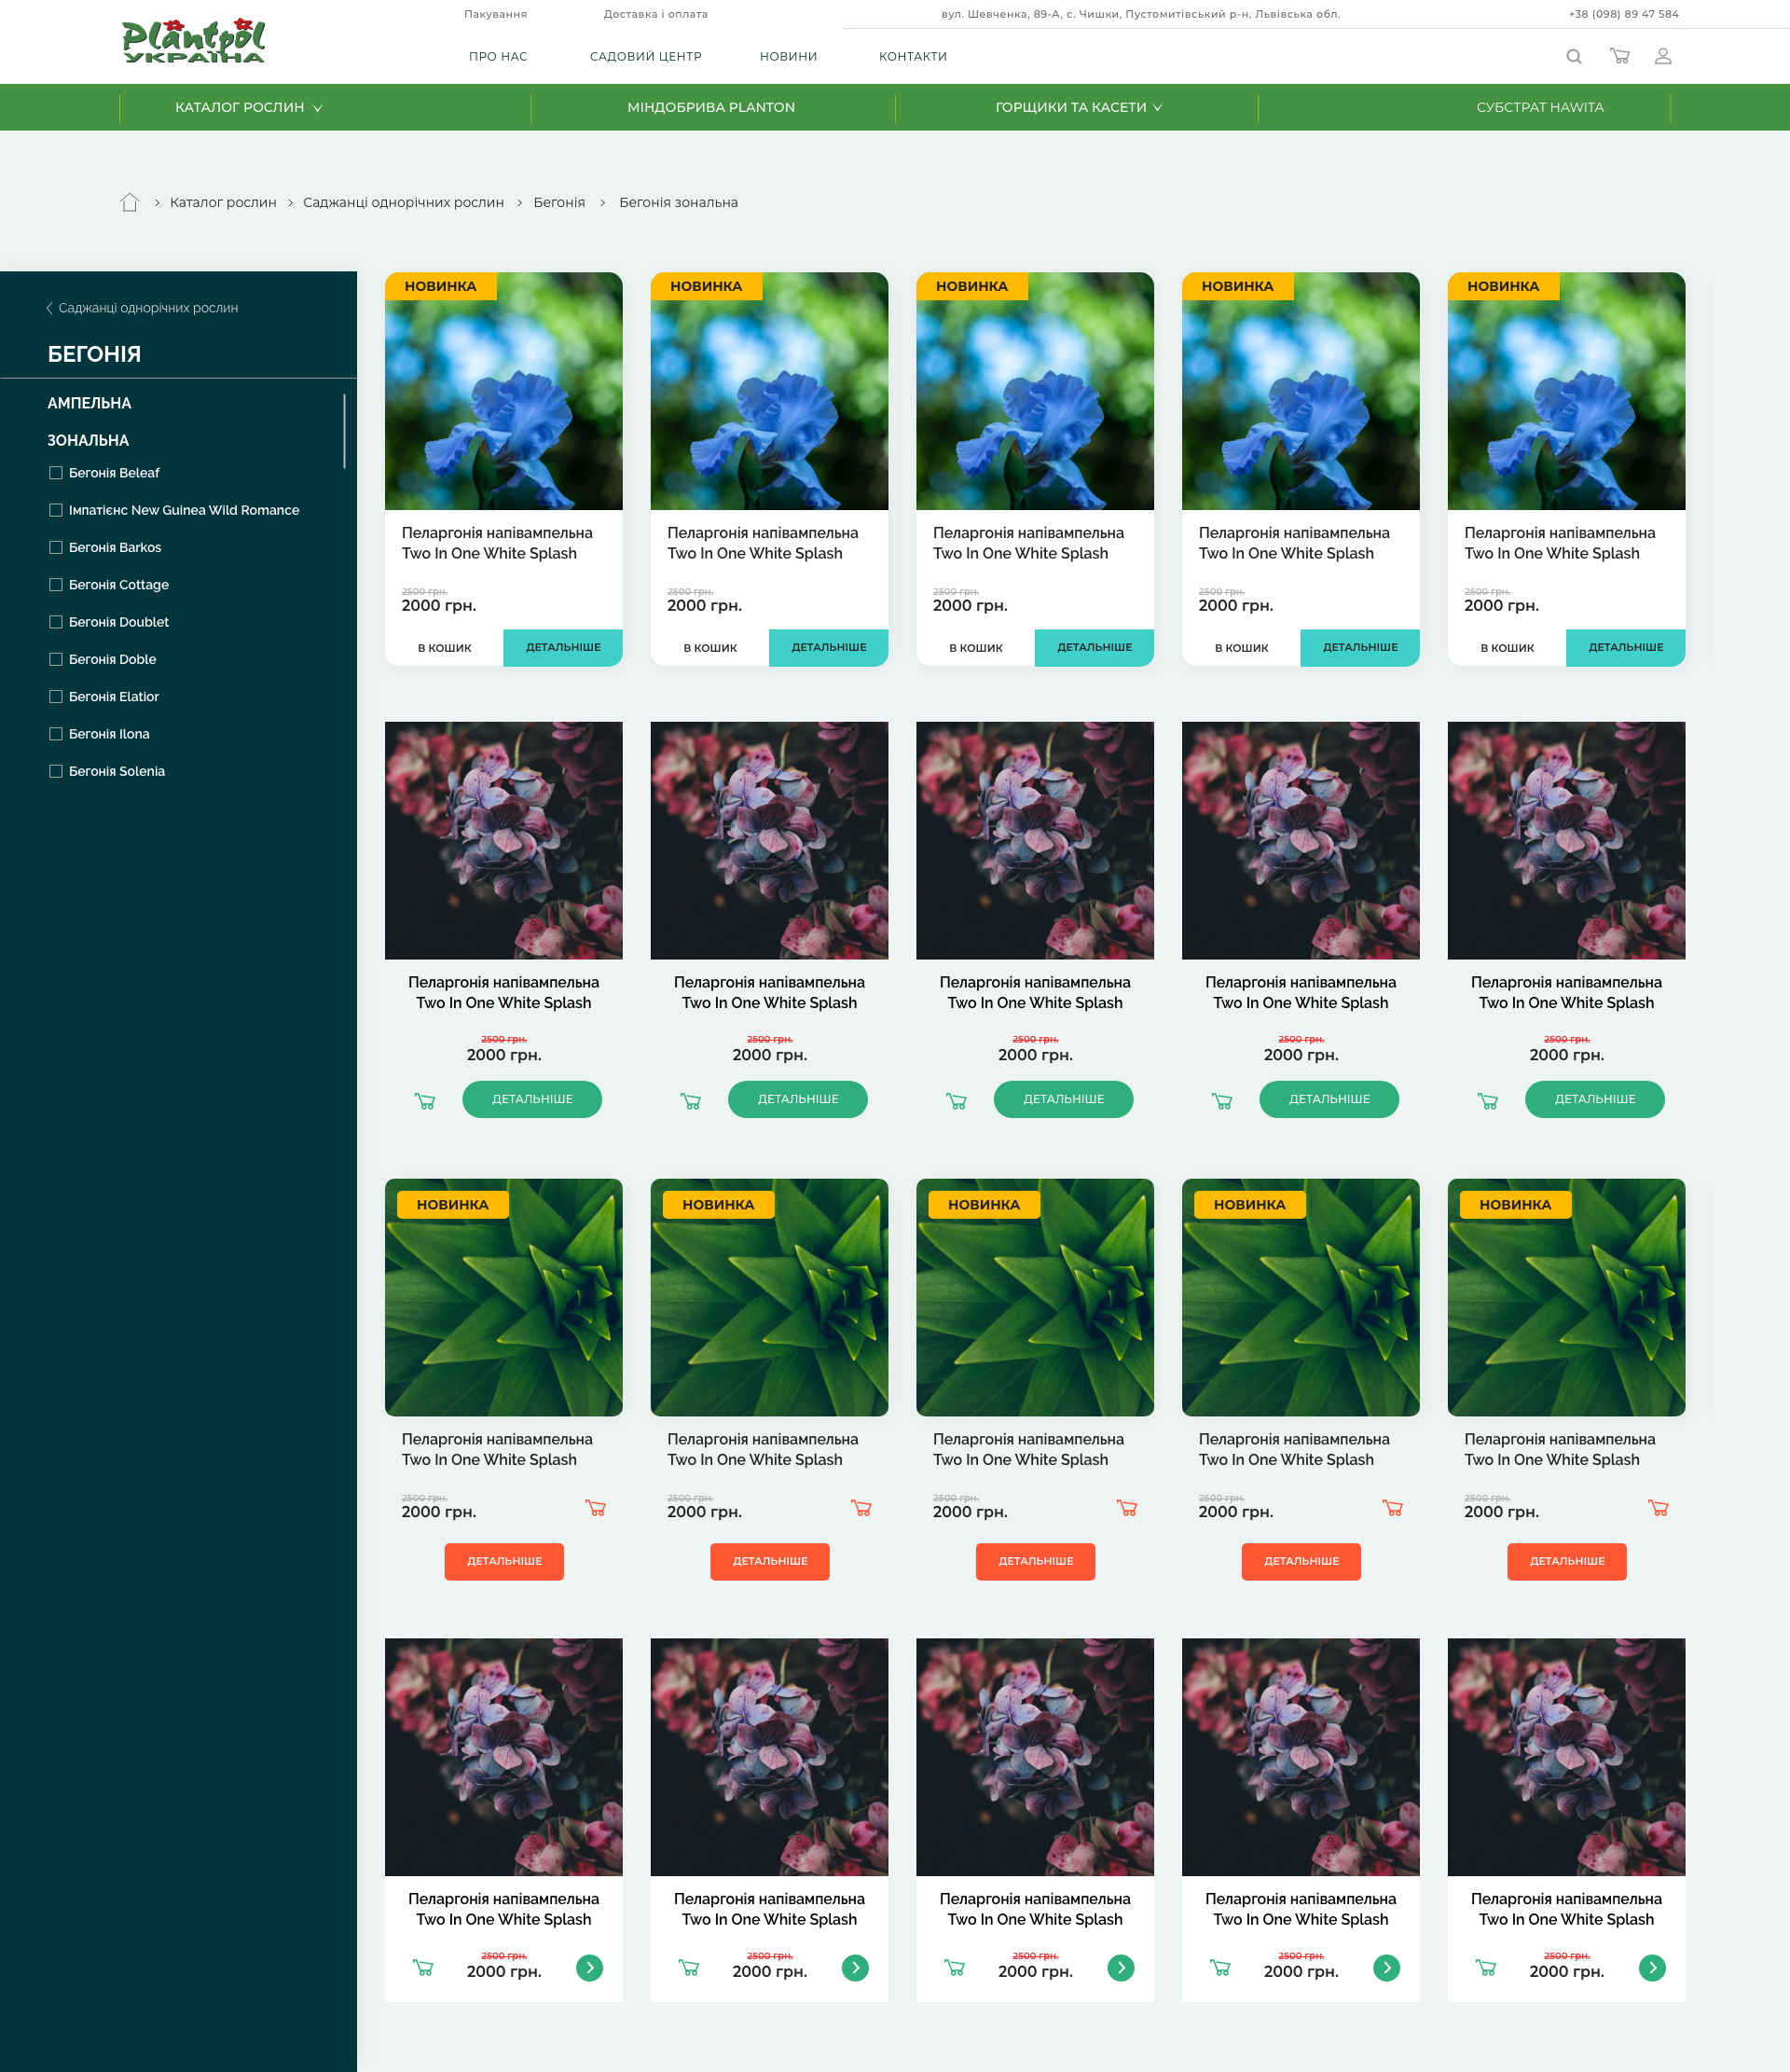 Пакування
Доставка і оплата
вул. Шевченка, 89-А, с. Чишки, Пустомитівський р-н, Львівська обл.
+38 (098) 89 47 584
Plantpol
УКРАЇНА
ПРО НАС
САДОВИЙ ЦЕНТР
НОВИНИ
КОНТАКТИ
КАТАЛОГ РОСЛИН
МІНДОБРИВА PLANTON
ГОРЩИКИ ТА КАСЕТИ
СУБСТРАТ HAWITA
Каталог рослин > Саджанці однорічних рослин > Бегонія > Бегонія зональна
Саджанці однорічних рослин
БЕГОНІЯ
АМПЕЛЬНА
ЗОНАЛЬНА
Бегонія Beleaf
Імпатієнс New Guinea Wild Romance
Бегонія Barkos
Бегонія Cottage
Бегонія Doublet
Бегонія Doble
Бегонія Elatior
Бегонія Ilona
Бегонія Solenia
НОВИНКА НОВИНКА НОВИНКА НОВИНКА НОВИНКА
Пеларгонія напівампельна Пеларгонія напівампельна Пеларгонія напівампельна Пеларгонія напівампельна Пеларгонія напівампельна
Two In One White Splash Two In One White Splash Two In One White Splash Two In One White Splash Two In One White Splash
2500 грн. 2500 грн. 2500 грн. 2500 грн. 2500 грн.
2000 грн. 2000 грн. 2000 грн. 2000 грн. 2000 грн.
В КОШИК ДЕТАЛЬНІШЕ В КОШИК ДЕТАЛЬНІШЕ В КОШИК ДЕТАЛЬНІШЕ В КОШИК ДЕТАЛЬНІШЕ В КОШИК ДЕТАЛЬНІШЕ
Пеларгонія напівампельна Пеларгонія напівампельна Пеларгонія напівампельна Пеларгонія напівампельна Пеларгонія напівампельна
Two In One White Splash Two In One White Splash Two In One White Splash Two In One White Splash Two In One White Splash
2500 грн. 2500 грн. 2500 грн. 2500 грн. 2500 грн.
2000 грн. 2000 грн. 2000 грн. 2000 грн. 2000 грн.
ДЕТАЛЬНІШЕ ДЕТАЛЬНІШЕ ДЕТАЛЬНІШЕ ДЕТАЛЬНІШЕ ДЕТАЛЬНІШЕ
НОВИНКА НОВИНКА НОВИНКА НОВИНКА НОВИНКА
Пеларгонія напівампельна Пеларгонія напівампельна Пеларгонія напівампельна Пеларгонія напівампельна Пеларгонія напівампельна
Two In One White Splash Two In One White Splash Two In One White Splash Two In One White Splash Two In One White Splash
2500 грн. 2500 грн. 2500 грн. 2500 грн. 2500 грн.
2000 грн. 2000 грн. 2000 грн. 2000 грн. 2000 грн.
ДЕТАЛЬНІШЕ ДЕТАЛЬНІШЕ ДЕТАЛЬНІШЕ ДЕТАЛЬНІШЕ ДЕТАЛЬНІШЕ
Пеларгонія напівампельна Пеларгонія напівампельна Пеларгонія напівампельна Пеларгонія напівампельна Пеларгонія напівампельна
Two In One White Splash Two In One White Splash Two In One White Splash Two In One White Splash Two In One White Splash
2500 грн. 2500 грн. 2500 грн. 2500 грн. 2500 грн.
2000 грн. 2000 грн. 2000 грн. 2000 грн. 2000 грн.